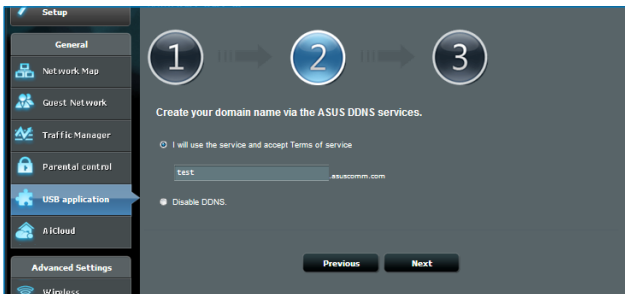 Setup
General
Network Map
Guest Network
Traffic Manager
Parental control
USB application
AiCloud
Advanced Settings
Wireless
1
2
3
Create your domain name via the ASUS DDNS services.
I will use the service and accept Terms of service
test .asuscomm.com
Disable DDNS.
Previous Next